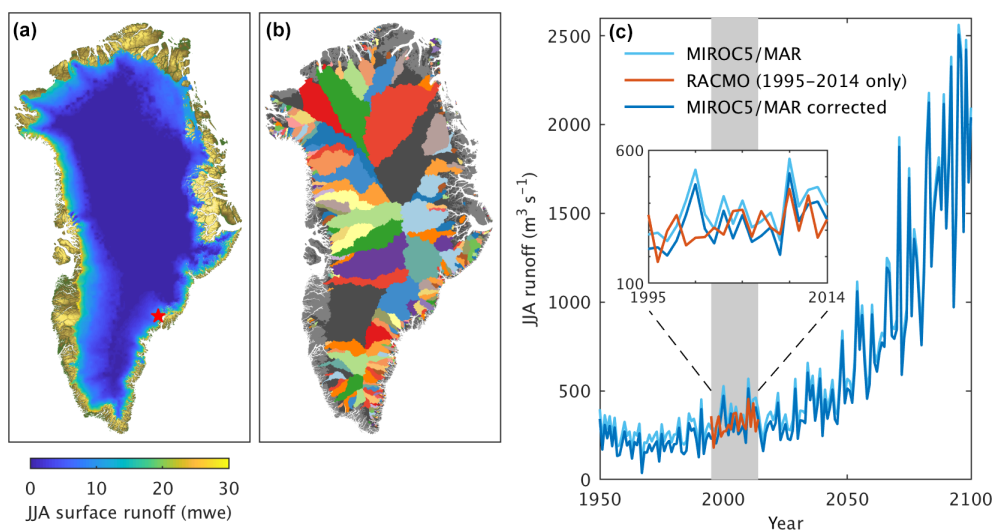 (a)
(b)
(c)
MIROC5/MAR
RACMO (1995–2014 only)
MIROC5/MAR corrected
2500
2000
1500
1000
500
0
JJA runoff (m³ s⁻¹)
600
100
1995
2014
1950
2000
2050
2100
Year
0
10
20
30
JJA surface runoff (mwe)